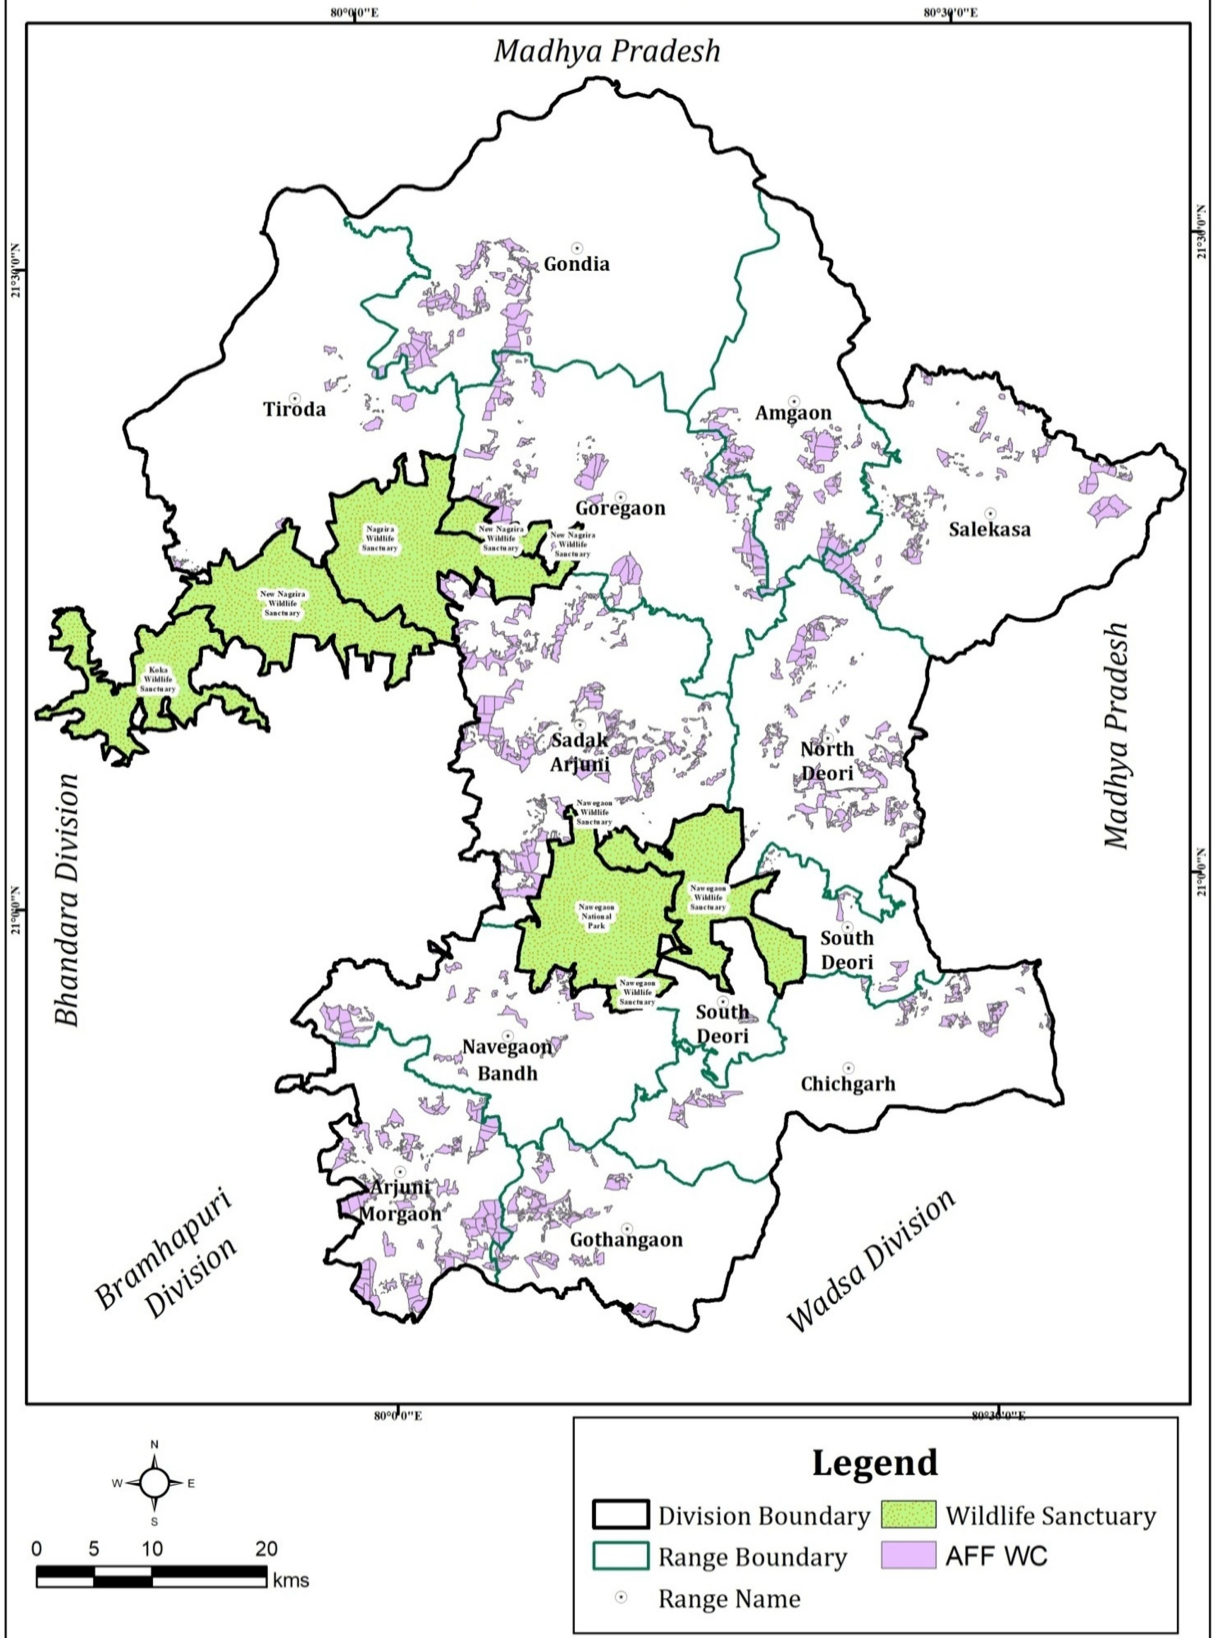 80°0'0"E
80°30'0"E
Madhya Pradesh
21°30'0"N
21°30'0"N
Gondia
Tiroda
Amgaon
Goregaon
Salekasa
Nagzira
Wildlife
Sanctuary
New Nagzira
Wildlife
Sanctuary
New Nagzira
Wildlife
Sanctuary
New Nagzira
Wildlife
Sanctuary
Koka
Wildlife
Sanctuary
Sadak
Arjuni
North
Deori
Madhya Pradesh
Bhandara Division
Nawegaon
Wildlife
Sanctuary
Nawegaon
National
Park
Nawegaon
Wildlife
Sanctuary
21°0'0"N
21°0'0"N
South
Deori
Nawegaon
Wildlife
Sanctuary
South
Deori
Navegaon
Bandh
Chichgarh
Arjuni
Morgaon
Gothangaon
Bramhapuri
Division
Wadsa Division
80°0'0"E
80°30'0"E
N
W E
S
0 5 10 20
kms
Legend
Division Boundary Wildlife Sanctuary
Range Boundary AFF WC
Range Name